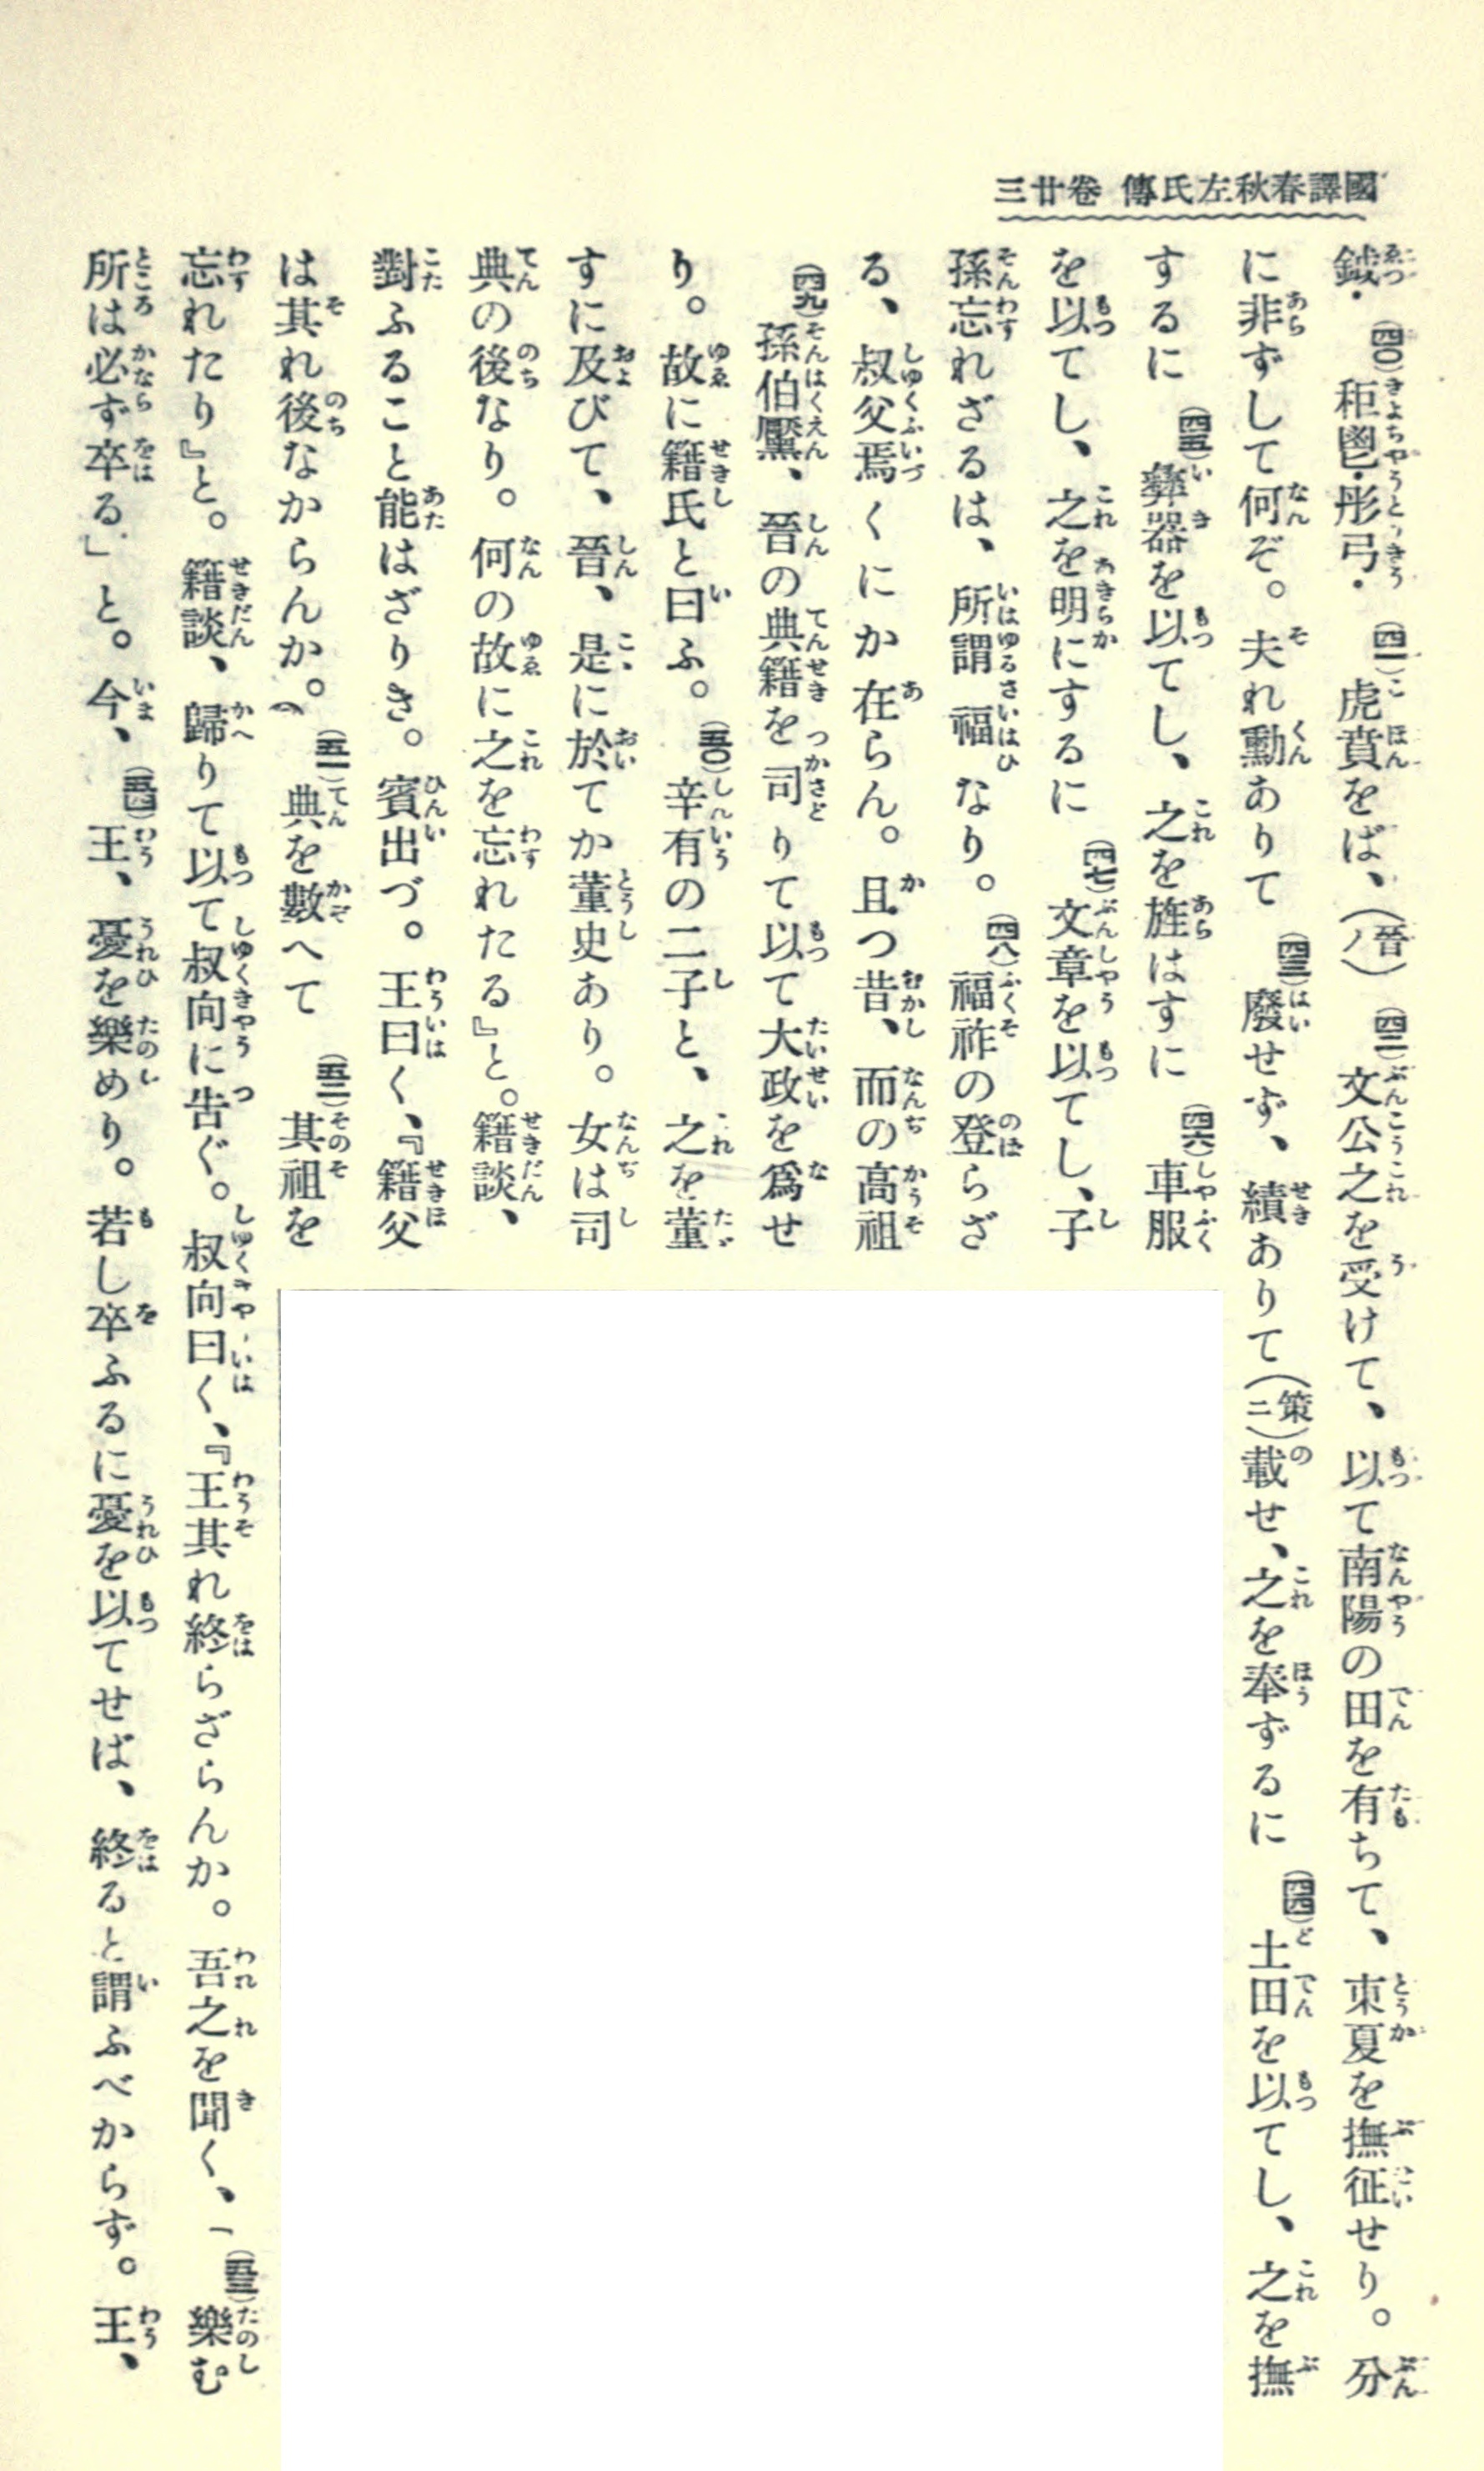 國譯春秋左氏傳 卷廿三
鉞・(四〇)秬鬯・彤弓・(四一)虎賁をば、(晉ノ)(四二)文公之を受けて、以て南陽の田を有ちて、東夏を撫征せり。分
に非ずして何ぞ。夫れ勳ありて(四三)廢せず、績ありて(策ニ)載せ、之を奉ずるに(四四)土田を以てし、之を撫
するに(四五)彝器を以てし、之を旌はすに(四六)車服
を以てし、之を明にするに(四七)文章を以てし、子
孫忘れざるは、所謂福なり。(四八)福祚の登らざ
る、叔父焉くにか在らん。且つ昔、而の高祖
(四九)孫伯黶、晉の典籍を司りて以て大政を爲せ
り。故に籍氏と曰ふ。(五〇)辛有の二子と、之を董
すに及びて、晉、是に於てか董史あり。女は司
典の後なり。何の故に之を忘れたる』と。籍談、
對ふること能はざりき。賓出づ。王曰く、『籍父
は其れ後なからんか。(五一)典を數へて(五二)其祖を
忘れたり』と。籍談、歸りて以て叔向に告ぐ。叔向曰く、『王其れ終らざらんか。吾之を聞く、「(五三)樂む
所は必ず卒る」と。今、(五四)王、憂を樂めり。若し卒ふるに憂を以てせば、終ると謂ふべからず。王、